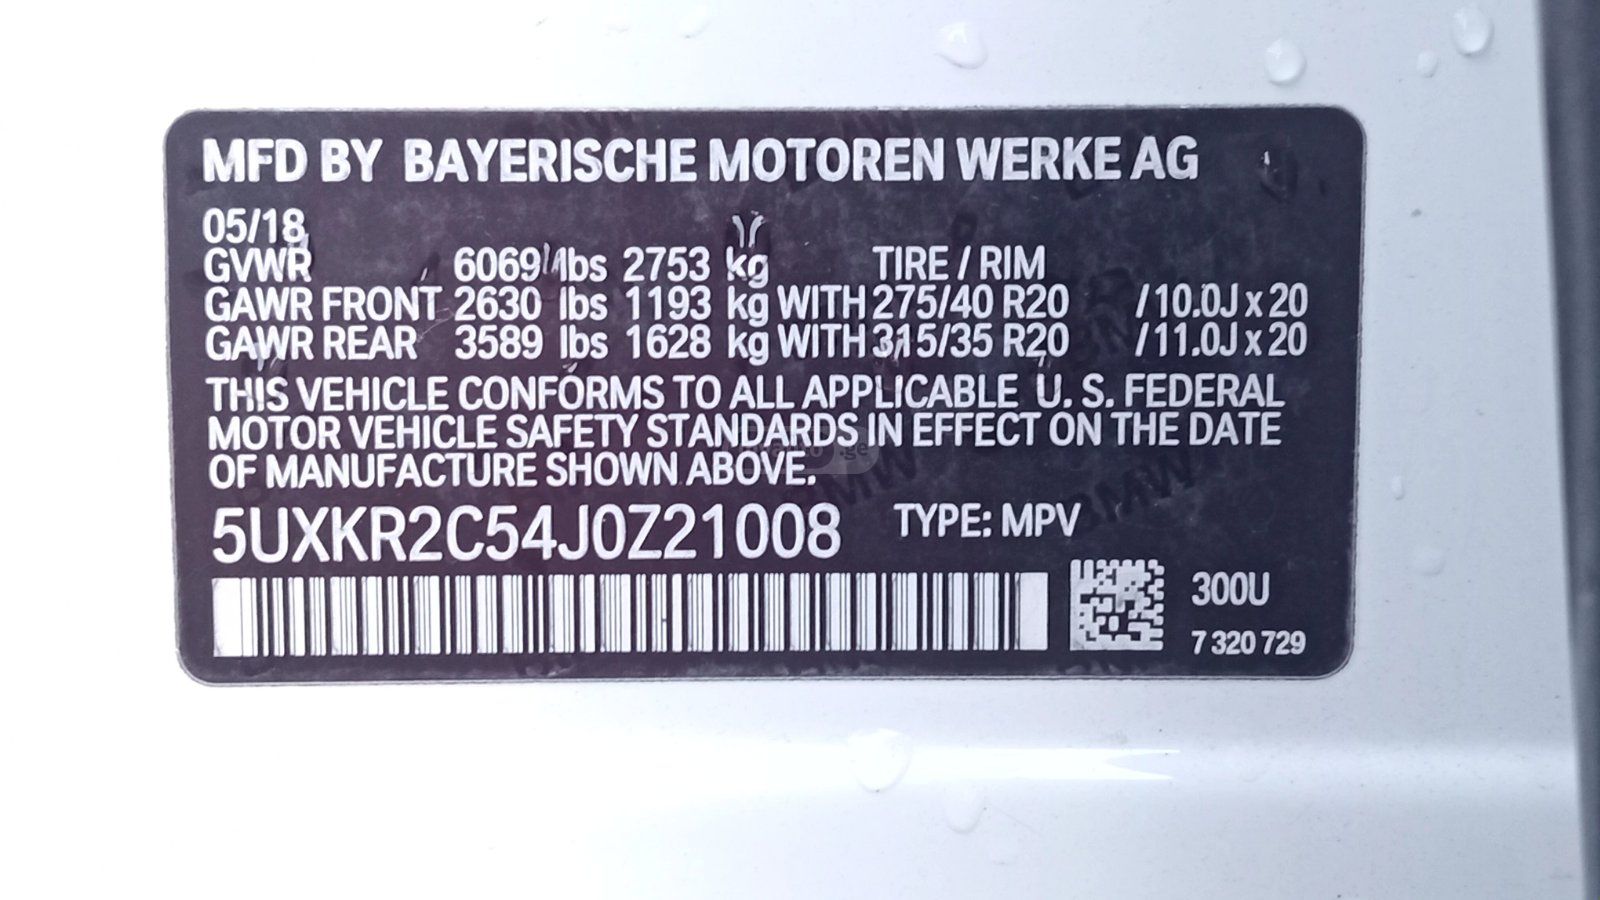 MFD BY BAYERISCHE MOTOREN WERKE AG
05/18
GVWR 6069 lbs 2753 kg TIRE / RIM
GAWR FRONT 2630 lbs 1193 kg WITH 275/40 R20 / 10.0J x 20
GAWR REAR 3589 lbs 1628 kg WITH 315/35 R20 / 11.0J x 20
THIS VEHICLE CONFORMS TO ALL APPLICABLE U. S. FEDERAL
MOTOR VEHICLE SAFETY STANDARDS IN EFFECT ON THE DATE
OF MANUFACTURE SHOWN ABOVE.
5UXKR2C54J0Z21008 TYPE: MPV
300U
7 320 729